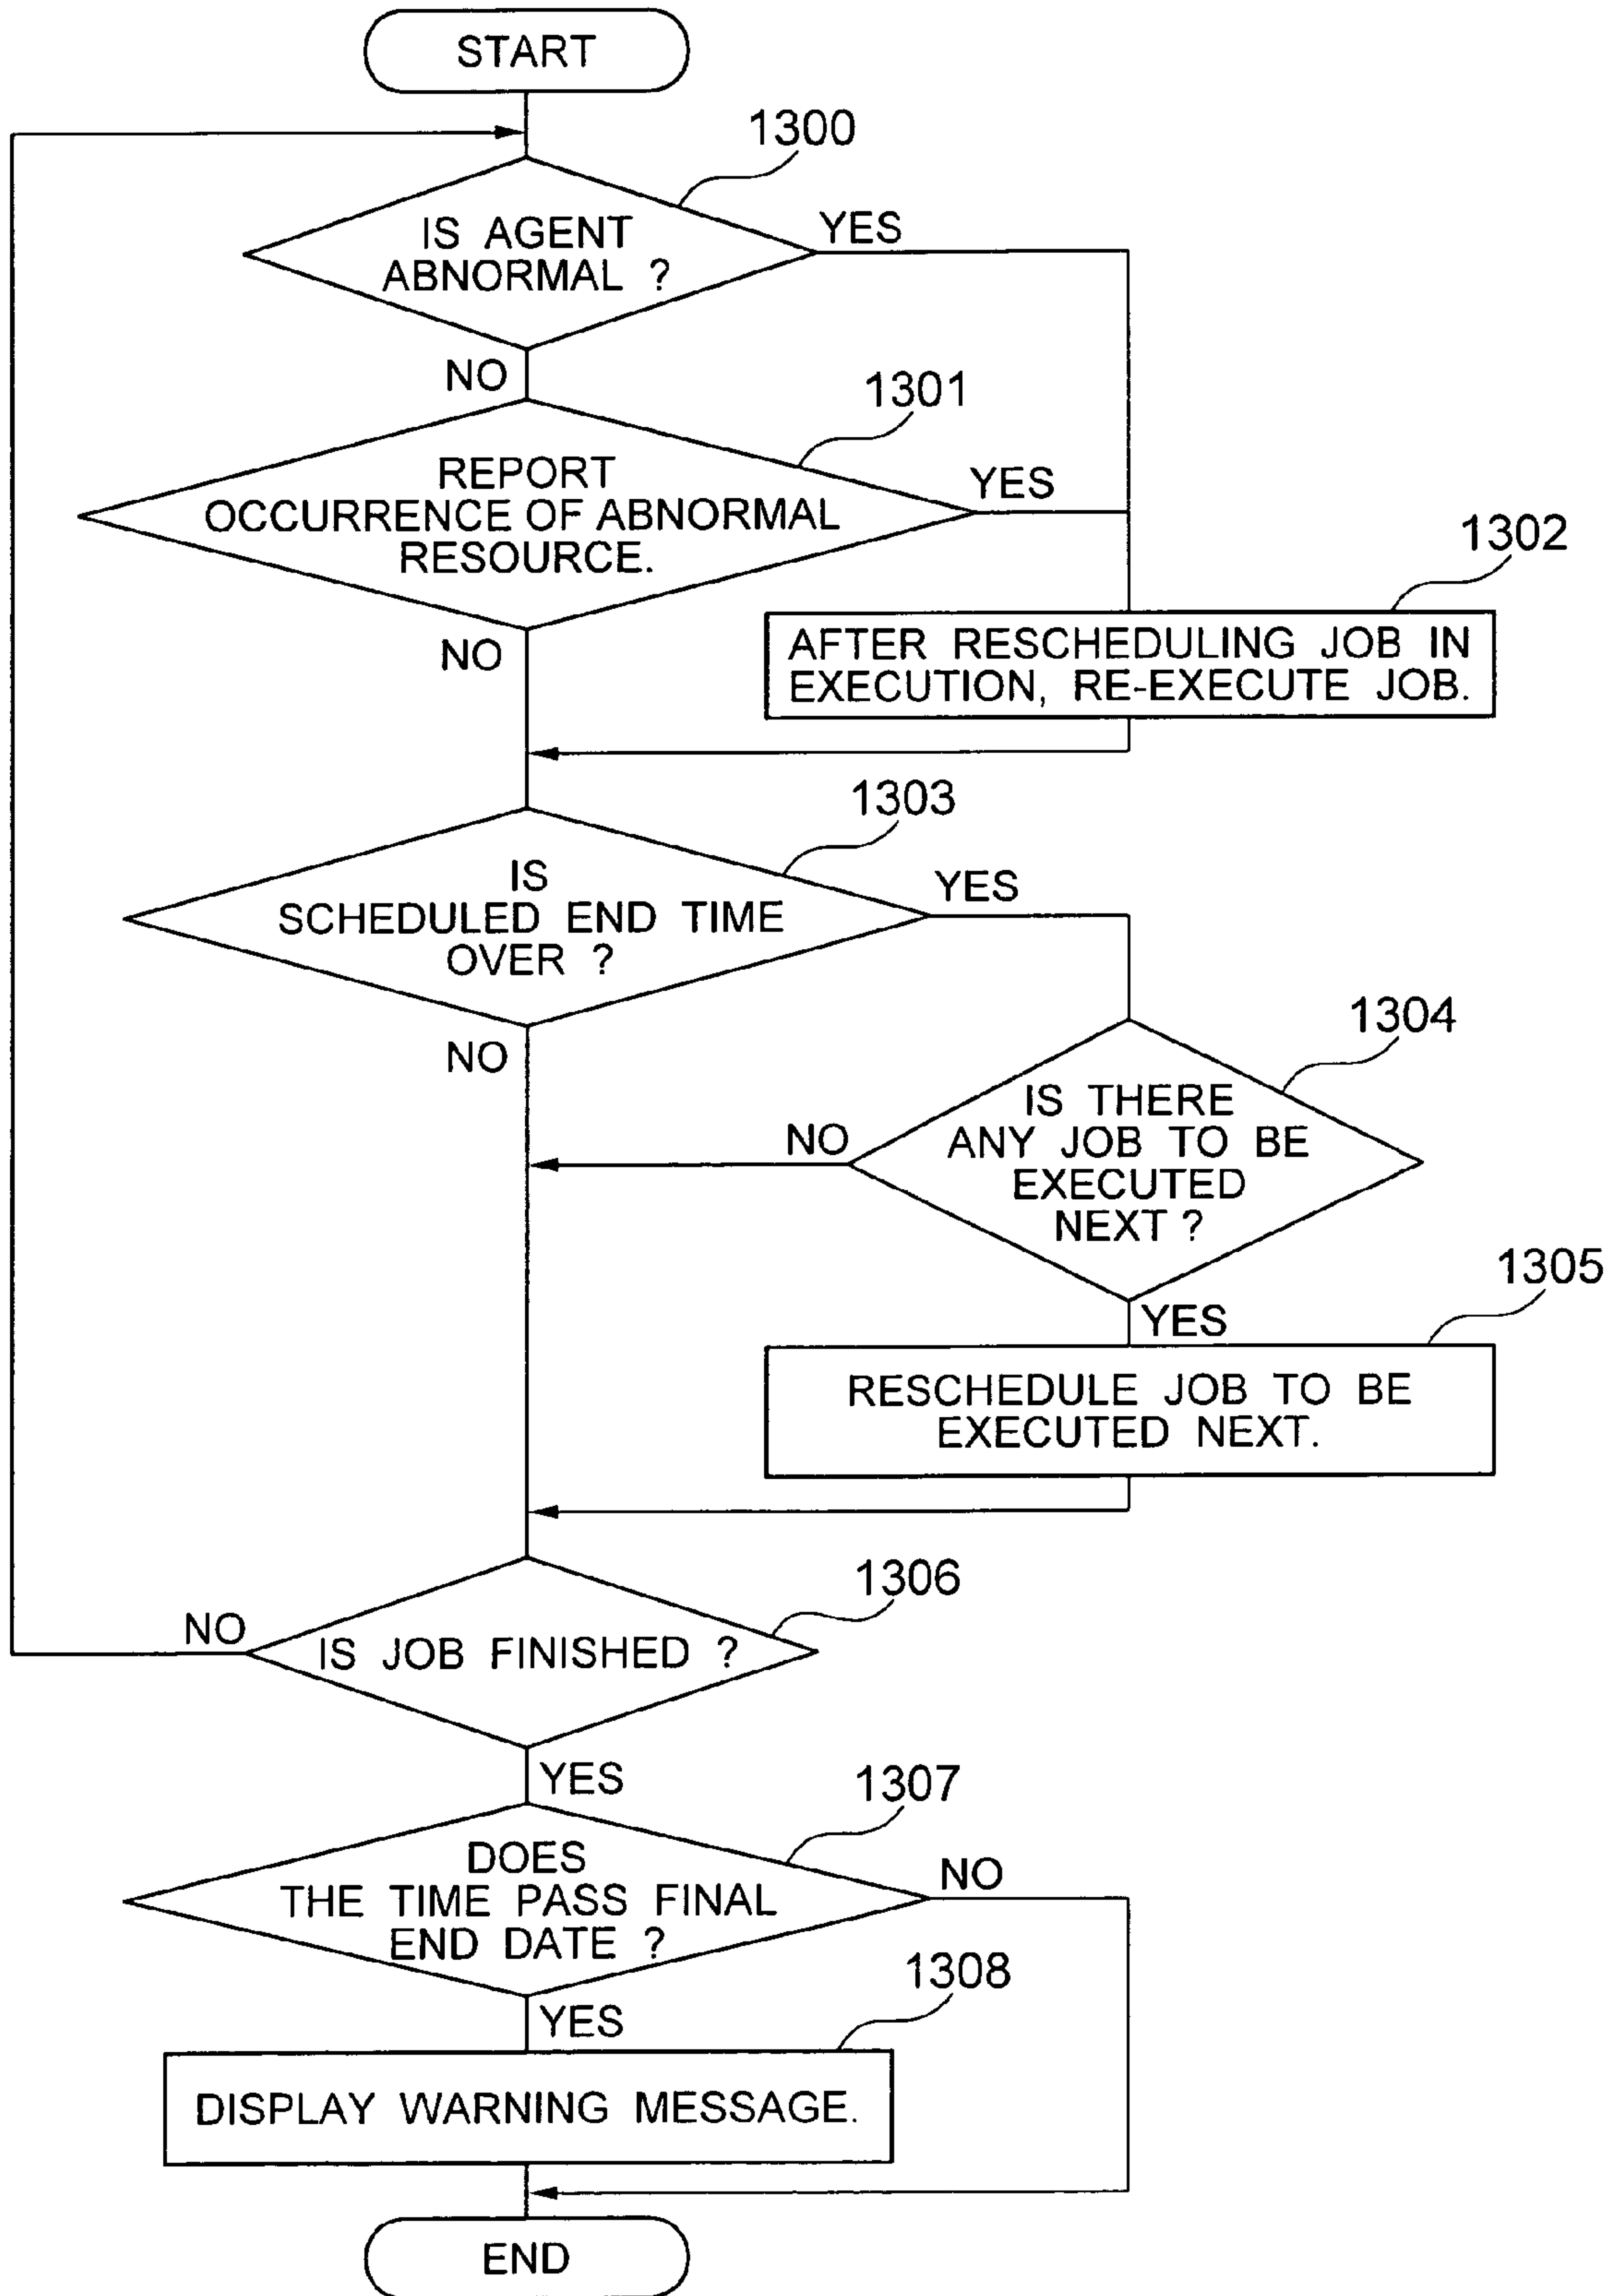 START
1300
IS AGENT
ABNORMAL ?
YES
NO
1301
REPORT
OCCURRENCE OF ABNORMAL
RESOURCE.
YES
NO
1302
AFTER RESCHEDULING JOB IN
EXECUTION, RE-EXECUTE JOB.
1303
IS
SCHEDULED END TIME
OVER ?
YES
NO
1304
IS THERE
ANY JOB TO BE
EXECUTED
NEXT ?
NO
YES
1305
RESCHEDULE JOB TO BE
EXECUTED NEXT.
1306
IS JOB FINISHED ?
NO
YES
1307
DOES
THE TIME PASS FINAL
END DATE ?
NO
YES
1308
DISPLAY WARNING MESSAGE.
END